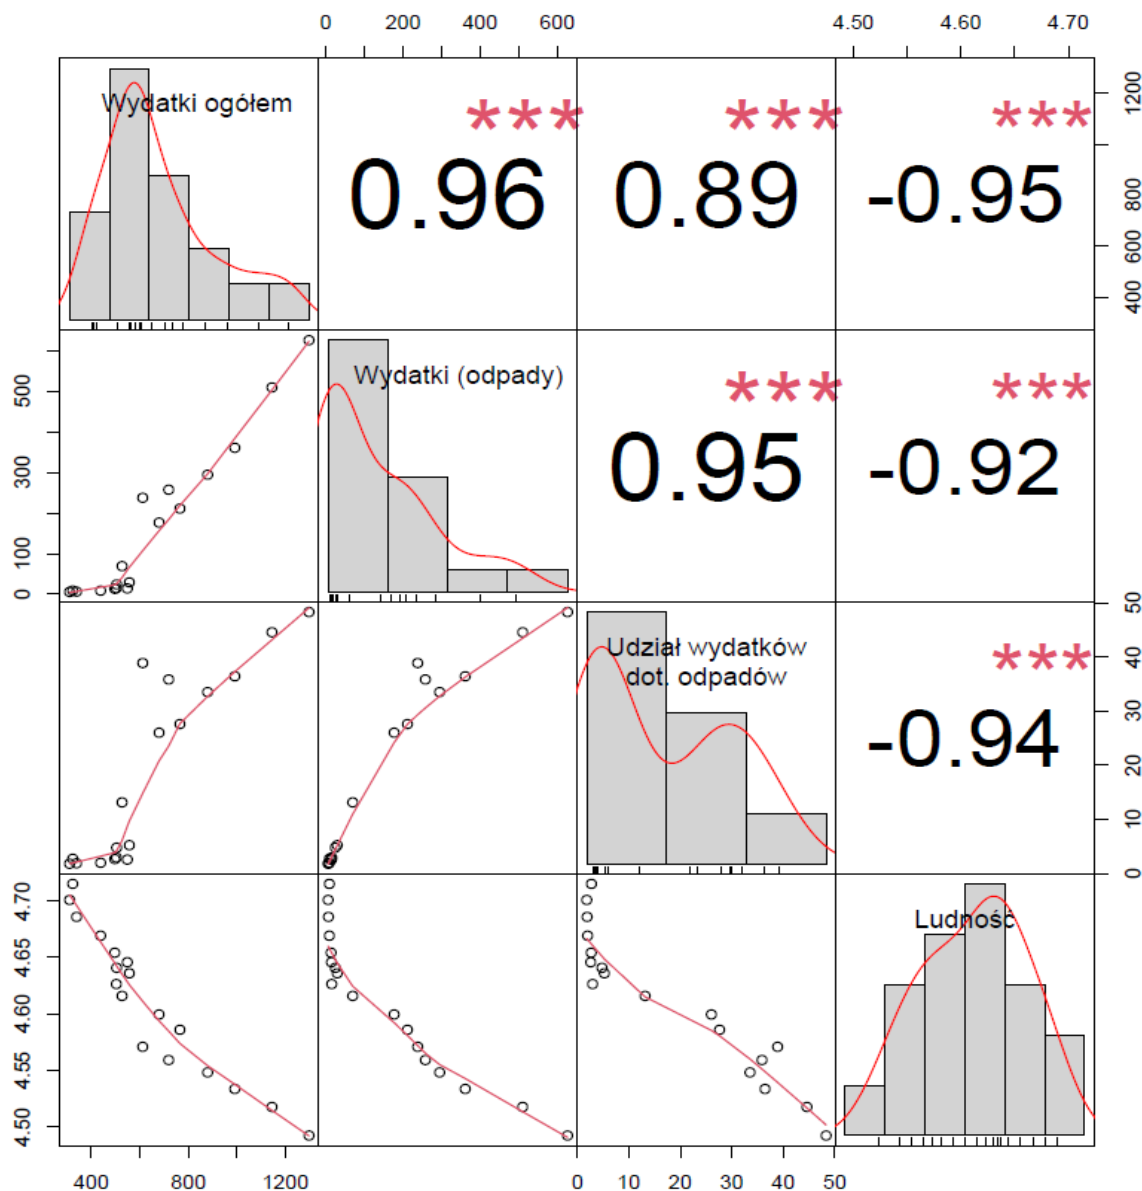 0 200 400 600 4.50 4.60 4.70
Wydatki ogółem
***
0.96
***
0.89
***
-0.95
400 600 800 1200
0 100 300 500
Wydatki (odpady)
***
0.95
***
-0.92
Udział wydatków
dot. odpadów
***
-0.94
0 10 20 30 40 50
4.50 4.55 4.60 4.65 4.70
Ludność
400 800 1200 0 10 20 30 40 50